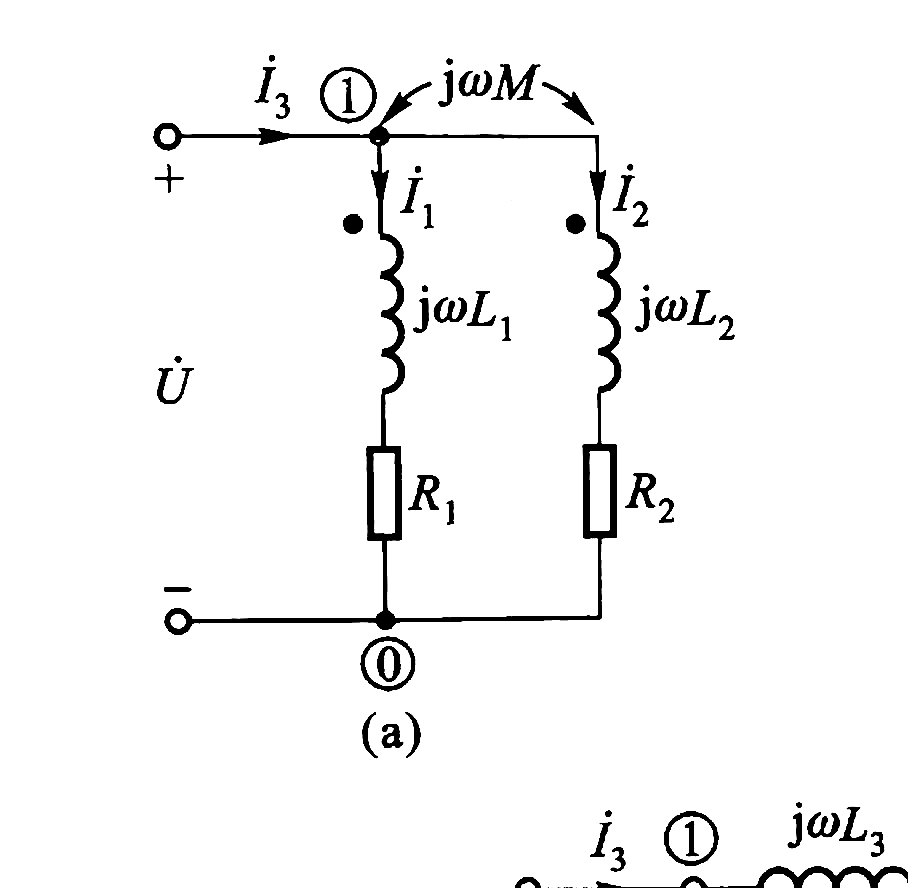 İ₃ ① jωM
+ İ₁ İ₂
jωL₁ jωL₂
U̇
R₁ R₂
−
⓪
(a)
İ₃ ① jωL₃